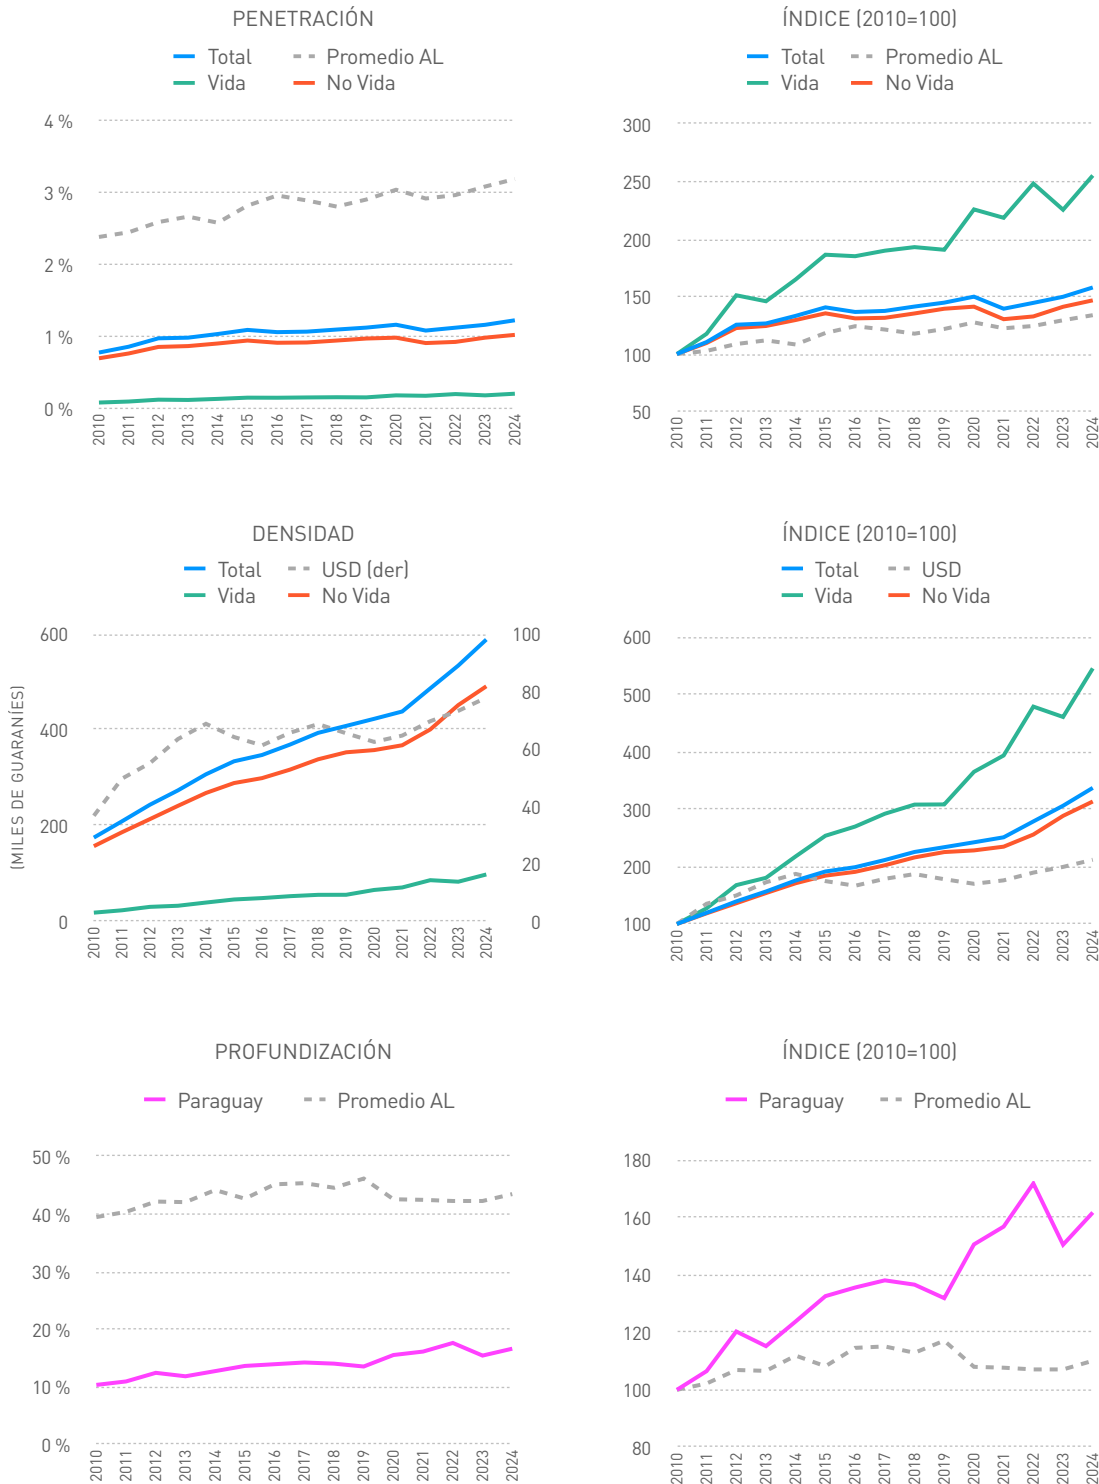 PENETRACIÓN
Total Promedio AL
Vida No Vida
4 %
3 %
2 %
1 %
0 %
2010 2011 2012 2013 2014 2015 2016 2017 2018 2019 2020 2021 2022 2023 2024
ÍNDICE (2010=100)
Total Promedio AL
Vida No Vida
300
250
200
150
100
50
2010 2011 2012 2013 2014 2015 2016 2017 2018 2019 2020 2021 2022 2023 2024
DENSIDAD
Total USD (der)
Vida No Vida
(MILES DE GUARANÍES)
600 100
80
400
60
40
200
20
0 0
2010 2011 2012 2013 2014 2015 2016 2017 2018 2019 2020 2021 2022 2023 2024
ÍNDICE (2010=100)
Total USD
Vida No Vida
600
500
400
300
200
100
2010 2011 2012 2013 2014 2015 2016 2017 2018 2019 2020 2021 2022 2023 2024
PROFUNDIZACIÓN
Paraguay Promedio AL
50 %
40 %
30 %
20 %
10 %
0 %
2010 2011 2012 2013 2014 2015 2016 2017 2018 2019 2020 2021 2022 2023 2024
ÍNDICE (2010=100)
Paraguay Promedio AL
180
160
140
120
100
80
2010 2011 2012 2013 2014 2015 2016 2017 2018 2019 2020 2021 2022 2023 2024